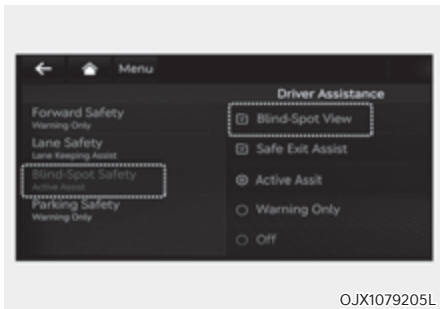 Menu
Driver Assistance
Forward Safety
Warning Only
Lane Safety
Lane Keeping Assist
Blind-Spot Safety
Active Assist
Parking Safety
Warning Only
Blind-Spot View
Safe Exit Assist
Active Assit
Warning Only
Off
OJX1079205L